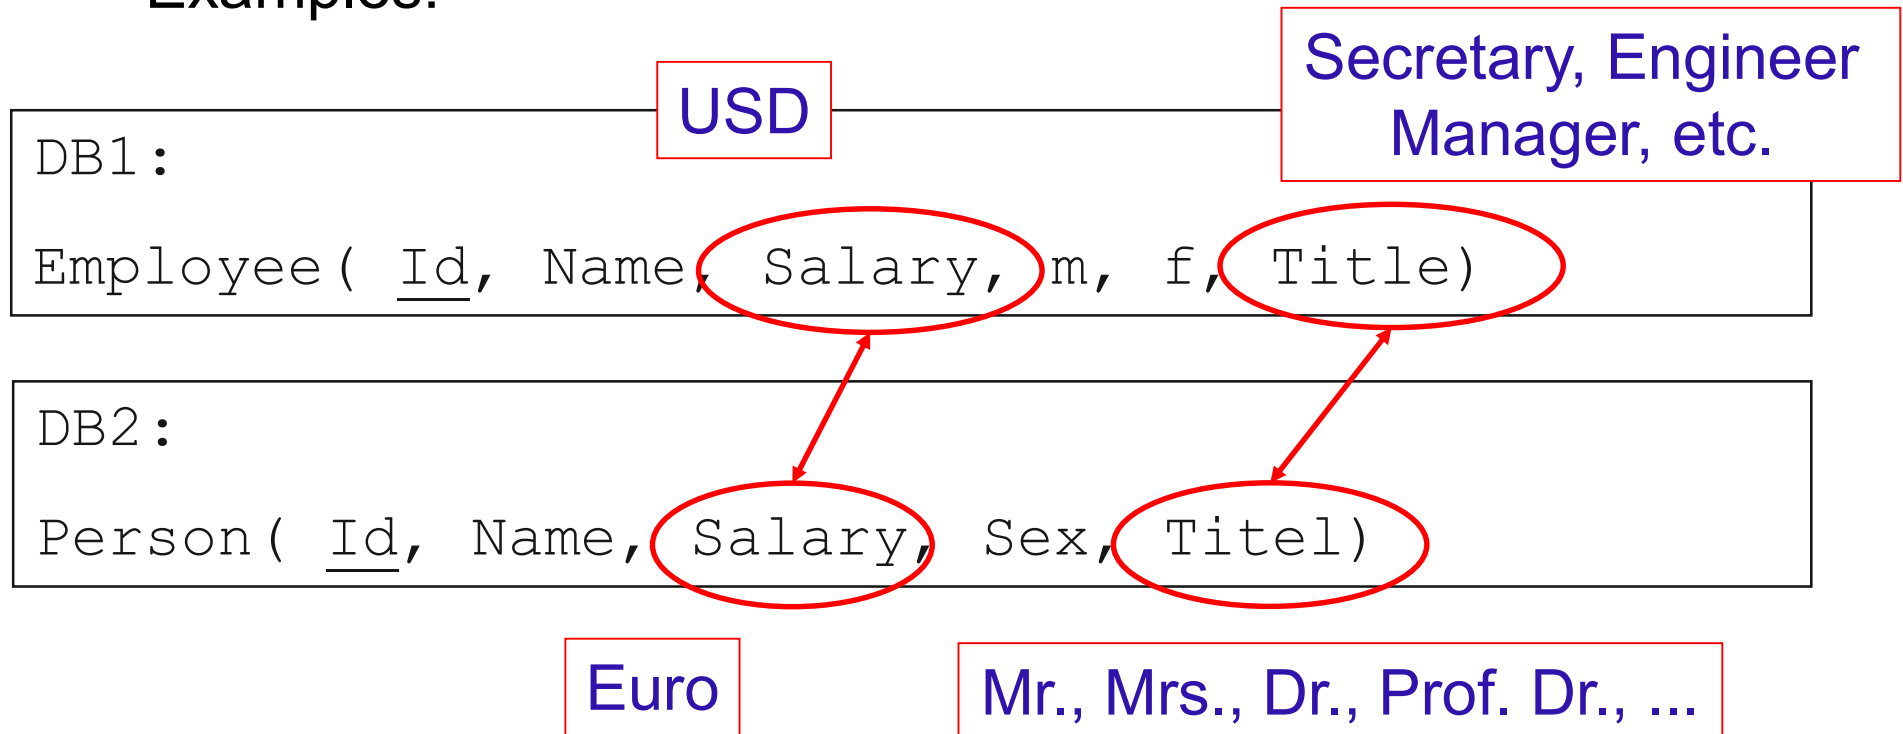 Examples:
USD
Secretary, Engineer
Manager, etc.
DB1:
Employee( Id, Name, Salary, m, f, Title)
DB2:
Person( Id, Name, Salary, Sex, Titel)
Euro
Mr., Mrs., Dr., Prof. Dr., ...